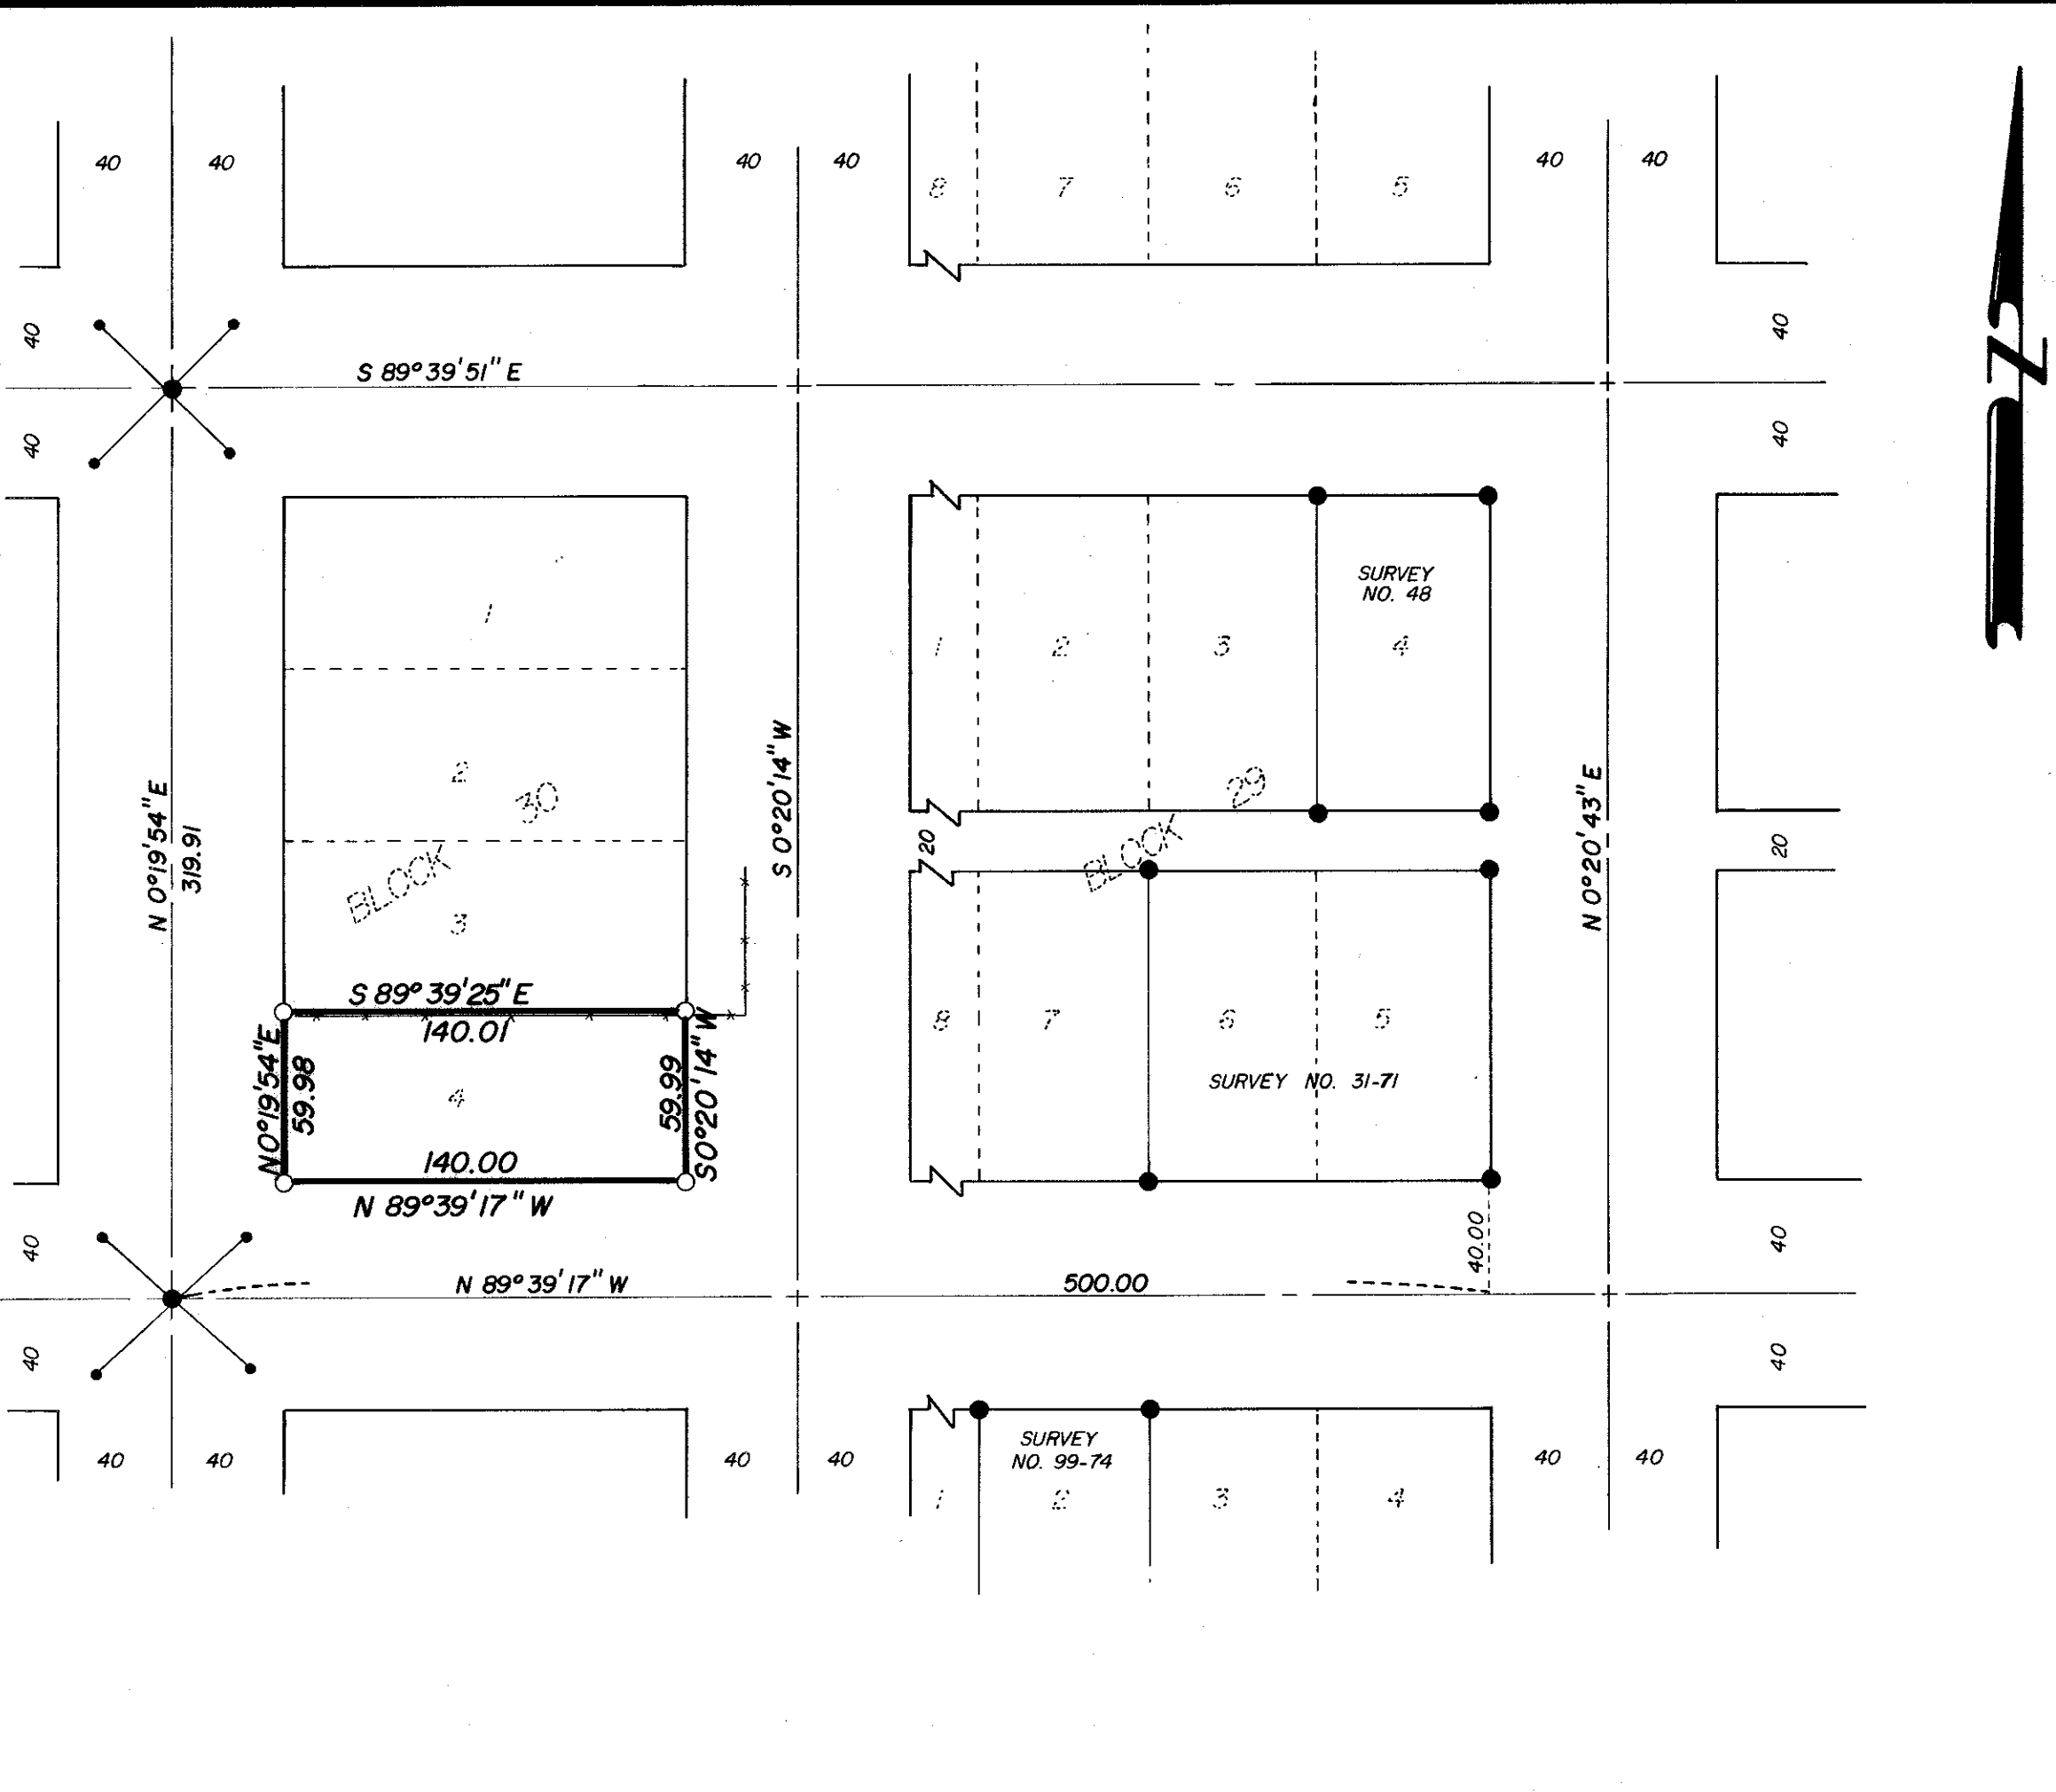 40 40 40 40 40 40
8 7 6 5
40 40
S 89°39'51" E
Z
40 40
SURVEY
NO. 48
1
1 2 3 4
2
30
29
BLOCK
BLOCK
N 0°19'54" E
319.91
S 0°20'14" W
N 0°20'43" E
20
20
3
S 89°39'25" E
140.01
N 0°19'54" E
59.98
59.99
S 0°20'14" W
4
8 7 6 5
SURVEY NO. 31-71
140.00
N 89°39'17" W
40 40.00 40
N 89°39'17" W 500.00
40 40
SURVEY
NO. 99-74
40 40 40 40 40 40
1 2 3 4